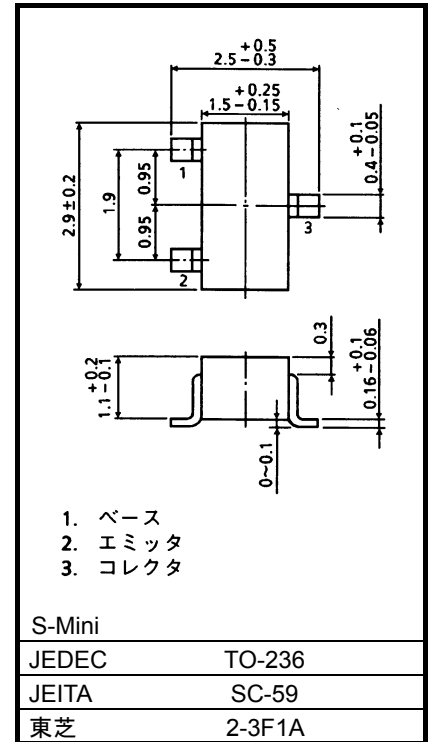 +0.5
2.5−0.3
+0.25
1.5−0.15
+0.1
0.4−0.05
2.9±0.2
1.9
0.95
0.95
1
2
3
+0.2
1.1−0.1
0.3
+0.1
0.16−0.06
0~0.1
1. ベース
2. エミッタ
3. コレクタ
S-Mini
JEDEC TO-236
JEITA SC-59
東芝 2-3F1A